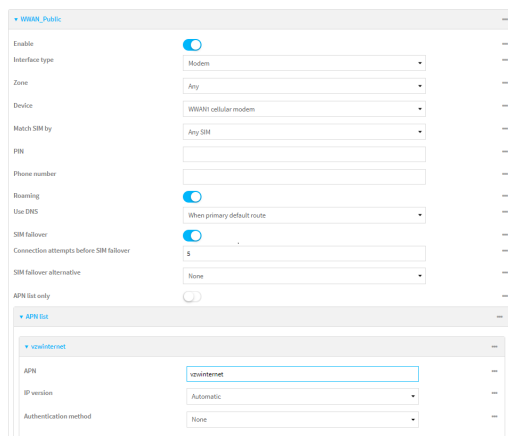 WWAN_Public
Enable
Interface type Modem
Zone Any
Device WWAN1 cellular modem
Match SIM by Any SIM
PIN
Phone number
Roaming
Use DNS When primary default route
SIM failover
Connection attempts before SIM failover 5
SIM failover alternative None
APN list only
APN list
vzwinternet
APN vzwinternet
IP version Automatic
Authentication method None